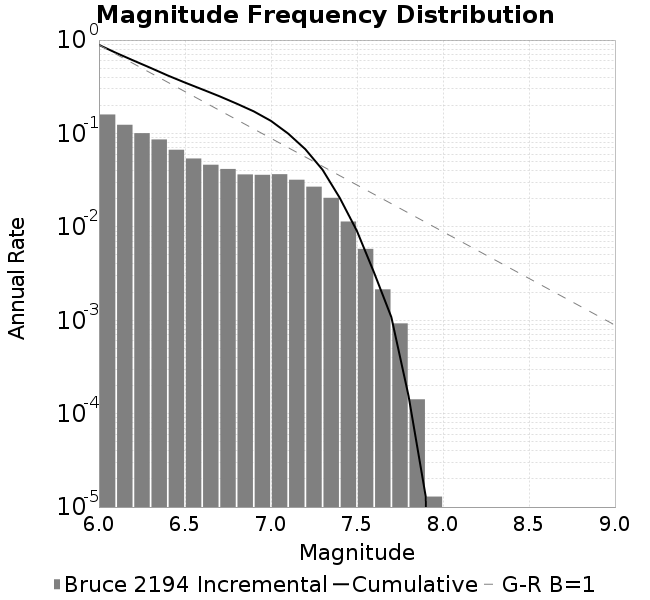 Magnitude Frequency Distribution
10^0
10^-1
10^-2
10^-3
10^-4
10^-5
Annual Rate
6.0 6.5 7.0 7.5 8.0 8.5 9.0
Magnitude
Bruce 2194 Incremental Cumulative G-R B=1